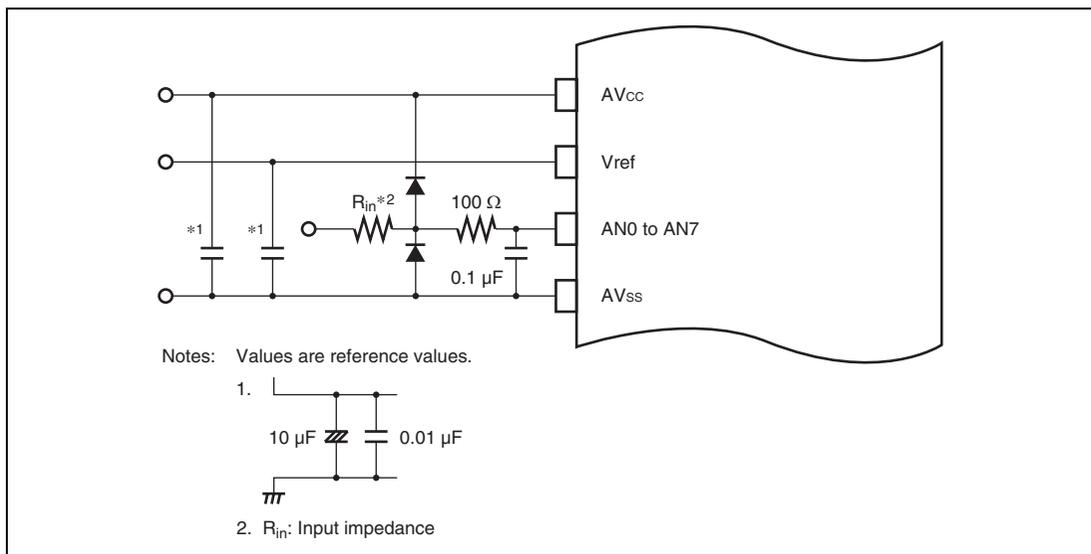 AVcc
Vref
Rin*2
100 Ω
*1
*1
AN0 to AN7
0.1 µF
AVss
Notes: Values are reference values.
1.
10 µF
0.01 µF
2. Rin: Input impedance